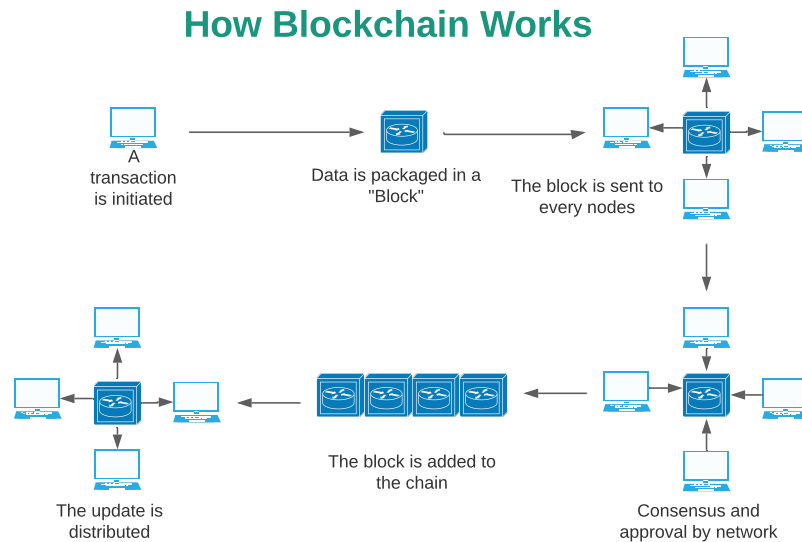 How Blockchain Works
A
transaction
is initiated
Data is packaged in a
"Block"
The block is sent to
every nodes
Consensus and
approval by network
The block is added to
the chain
The update is
distributed